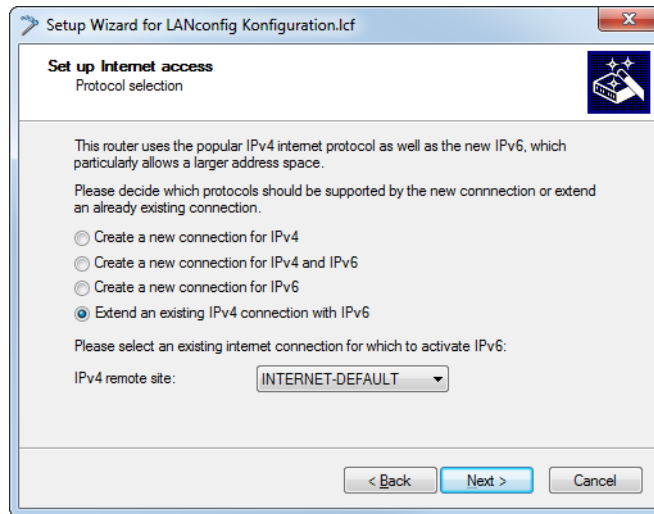 Setup Wizard for LANconfig Konfiguration.lcf
Set up Internet access
Protocol selection
This router uses the popular IPv4 internet protocol as well as the new IPv6, which
particularly allows a larger address space.
Please decide which protocols should be supported by the new connnection or extend
an already existing connection.
Create a new connection for IPv4
Create a new connection for IPv4 and IPv6
Create a new connection for IPv6
Extend an existing IPv4 connection with IPv6
Please select an existing internet connection for which to activate IPv6:
IPv4 remote site: INTERNET-DEFAULT
< Back Next > Cancel